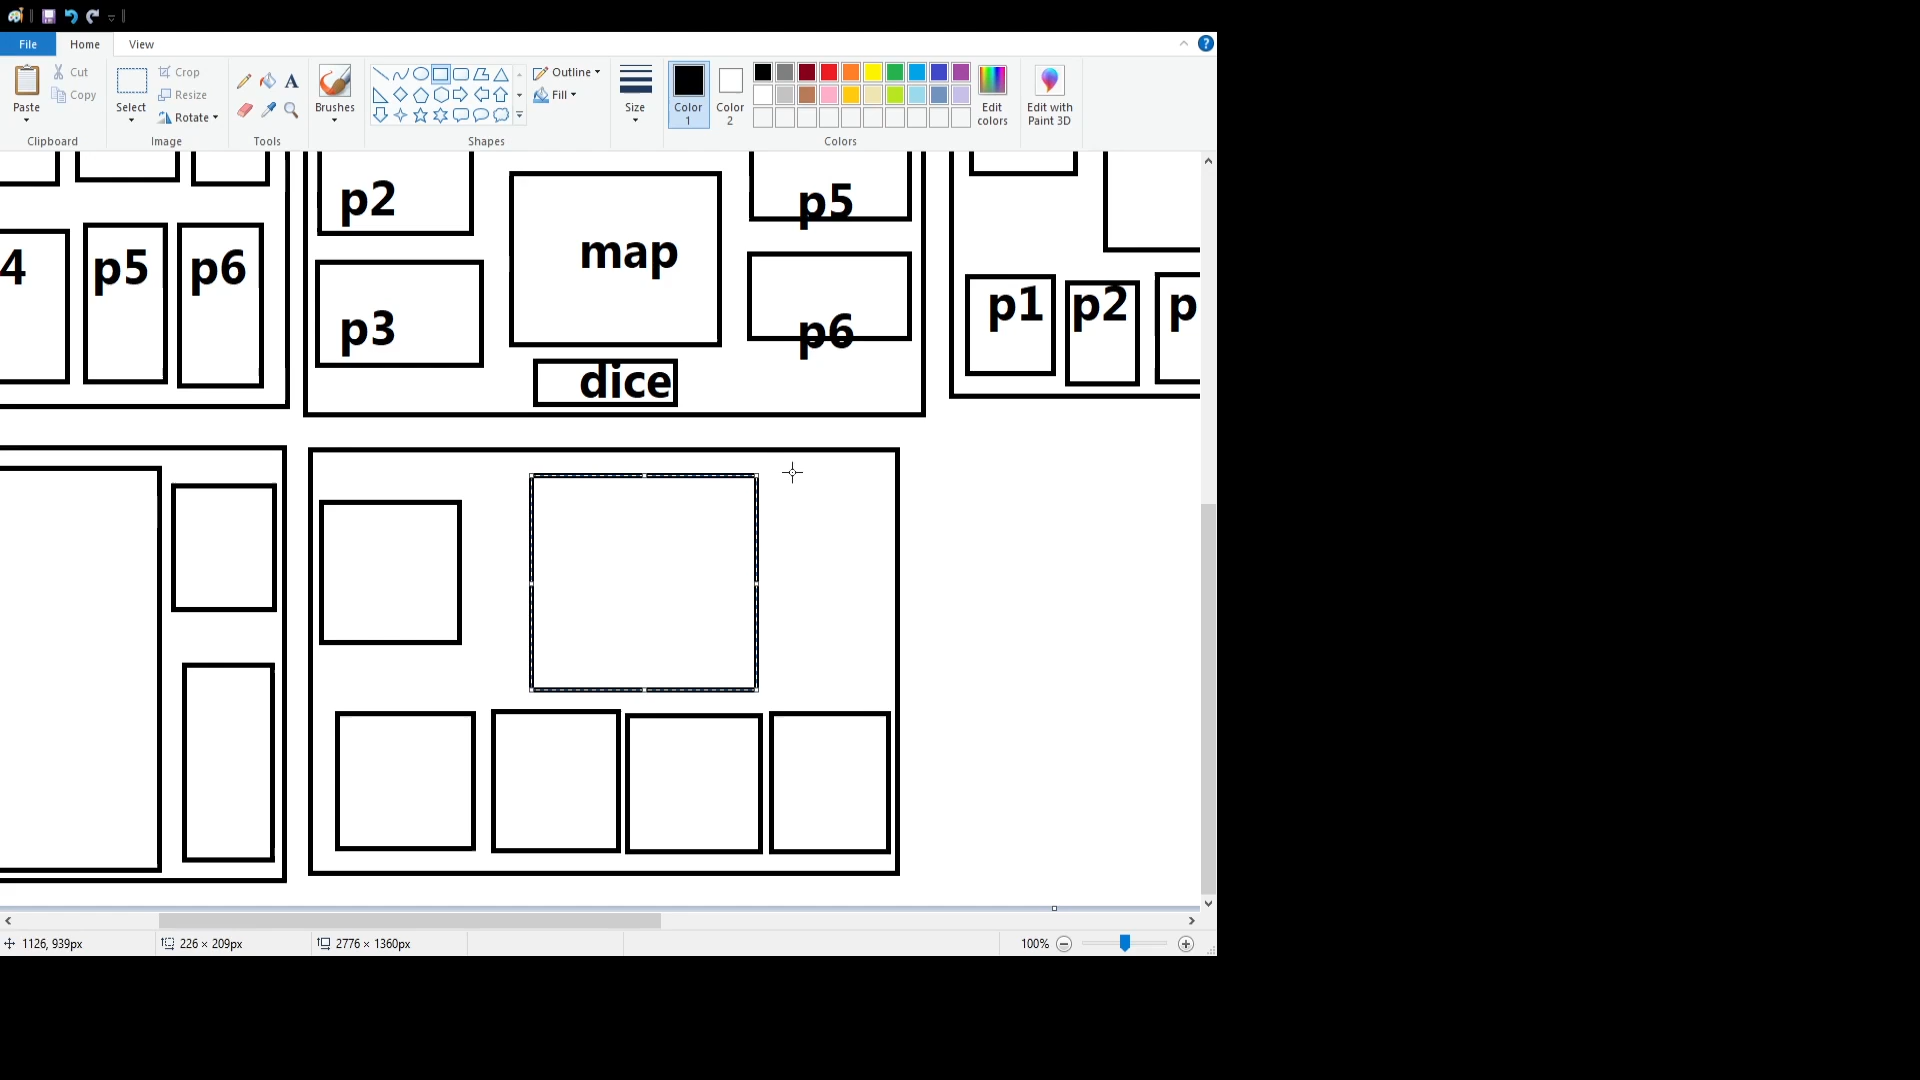 File Home View
Paste
Cut
Copy
Clipboard
Select
Crop
Resize
Rotate
Image
Tools
Brushes
Shapes
Outline
Fill
Size
Color 1
Color 2
Edit colors
Colors
Edit with Paint 3D
p2
map
p5
4 p5 p6
p3
p6
dice
p1 p2 p
1126, 939px
226 × 209px
2776 × 1360px
100%